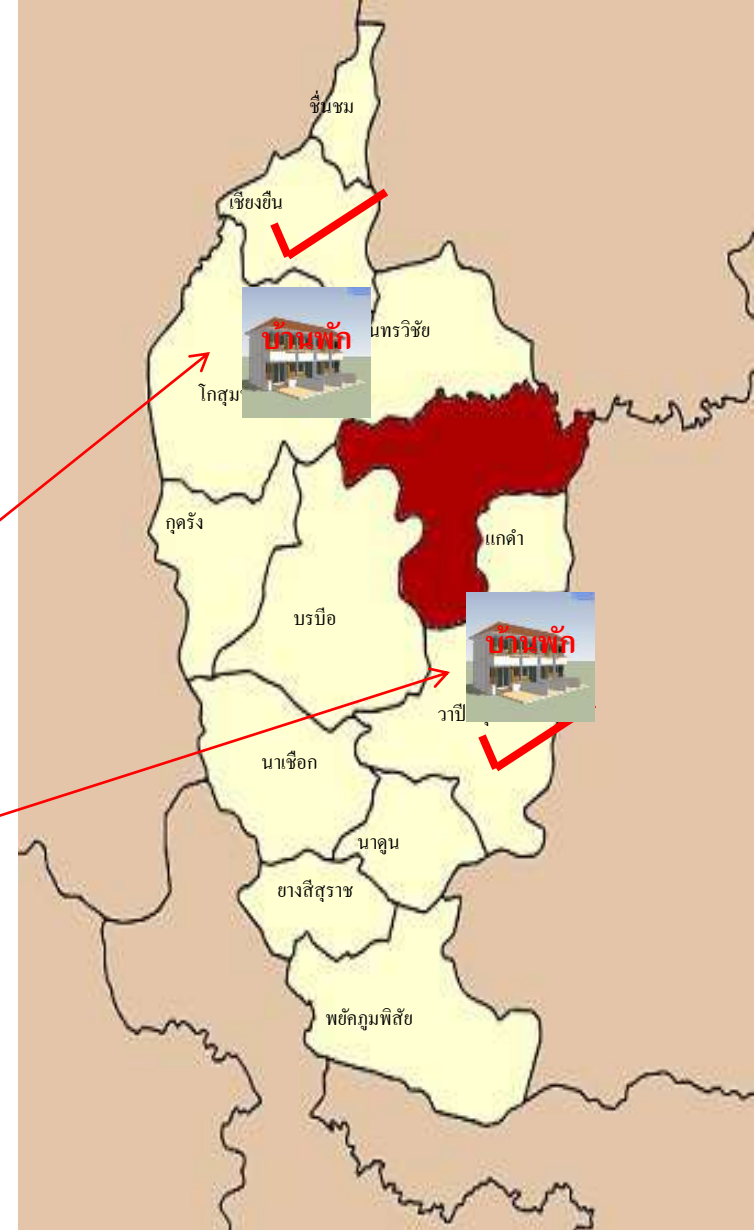 ชื่นชม
เชียงยืน
บ้านพัก
นทรวิชัย
โกสุม
กุดรัง
แกดำ
บรบือ
บ้านพัก
วาปี
นาเชือก
นาดูน
ยางสีสุราช
พยัคภูมพิสัย